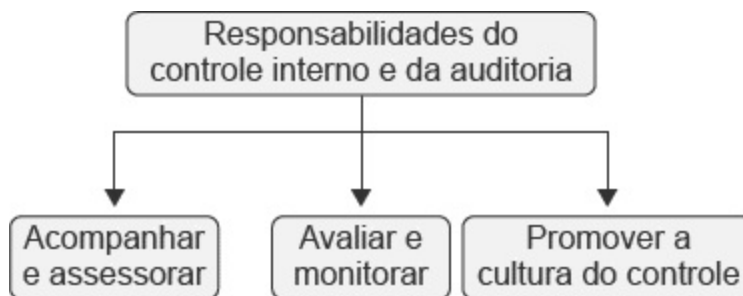 Responsabilidades do
controle interno e da auditoria
Acompanhar
e assessorar
Avaliar e
monitorar
Promover a
cultura do controle